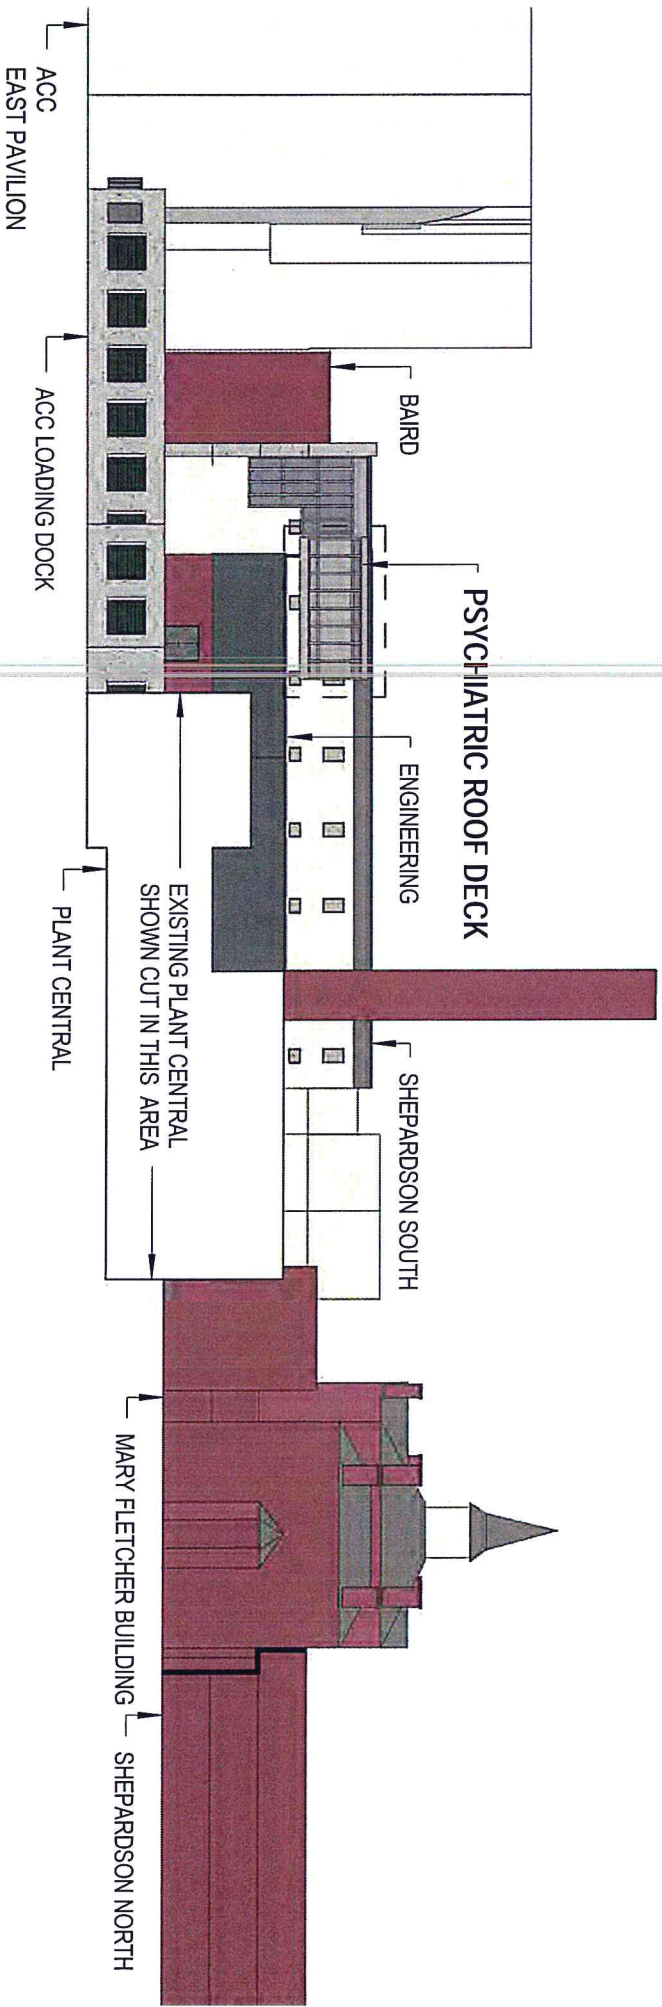 ACC
EAST PAVILION
ACC LOADING DOCK
BAIRD
PSYCHIATRIC ROOF DECK
ENGINEERING
EXISTING PLANT CENTRAL
SHOWN CUT IN THIS AREA
PLANT CENTRAL
SHEPARDSON SOUTH
MARY FLETCHER BUILDING
SHEPARDSON NORTH